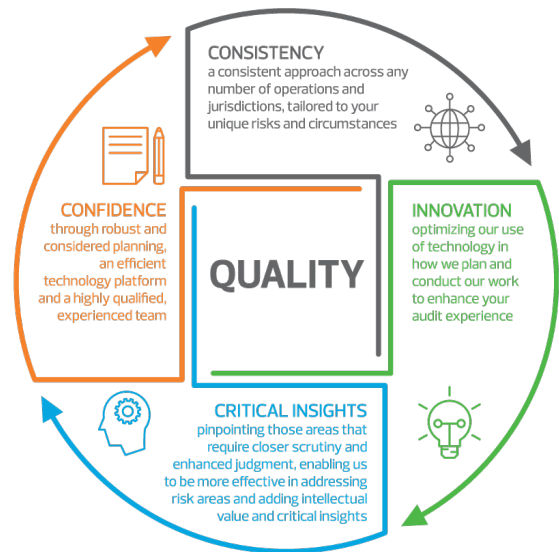 CONSISTENCY
a consistent approach across any
number of operations and
jurisdictions, tailored to your
unique risks and circumstances
CONFIDENCE
through robust and
considered planning,
an efficient
technology platform
and a highly qualified,
experienced team
QUALITY
INNOVATION
optimizing our use
of technology in
how we plan and
conduct our work
to enhance your
audit experience
CRITICAL INSIGHTS
pinpointing those areas that
require closer scrutiny and
enhanced judgment, enabling us
to be more effective in addressing
risk areas and adding intellectual
value and critical insights